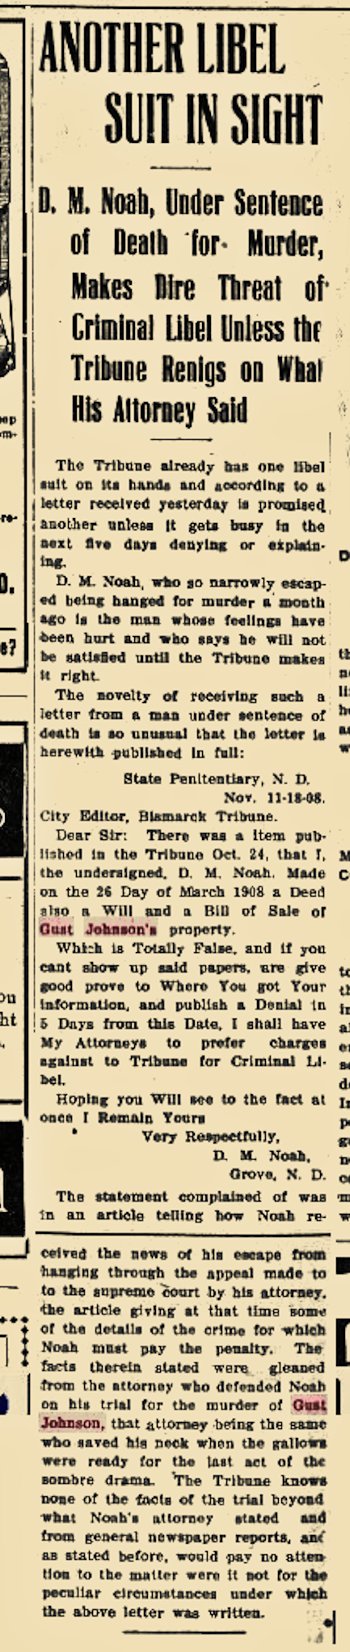 ANOTHER LIBEL
SUIT IN SIGHT
D. M. Noah, Under Sentence
of Death for Murder,
Makes Dire Threat of
Criminal Libel Unless the
Tribune Renigs on What
His Attorney Said
The Tribune already has one libel
suit on its hands and according to a
letter received yesterday is promised
another unless it gets busy in the
next five days denying or explain-
ing.
D. M. Noah, who so narrowly escap-
ed being hanged for murder a month
ago is the man whose feelings have
been hurt and who says he will not
be satisfied until the Tribune makes
it right.
The novelty of receiving such a
letter from a man under sentence of
death is so unusual that the letter is
herewith published in full:
State Penitentiary, N. D.
Nov. 11-18-08.
City Editor, Bismarck Tribune.
Dear Sir: There was a item pub-
lished in the Tribune Oct. 24, that I,
the undersigned, D. M. Noah. Made
on the 26 Day of March 1908 a Deed
also a Will and a Bill of Sale of
Gust Johnson's property.
Which is Totally False, and if you
cant show up said papers, are give
good prove to Where You got Your
information, and publish a Denial in
5 Days from this Date, I shall have
My Attorneys to prefer charges
against to Tribune for Criminal Li-
bel.
Hoping you Will see to the fact at
once I Remain Yours
Very Respectfully,
D. M. Noah,
Grove, N. D.
The statement complained of was
in an article telling how Noah re-
ceived the news of his escape from
hanging through the appeal made to
to the supreme court by his attorney,
the article giving at that time some
of the details of the crime for which
Noah must pay the penalty. The
facts therein stated were gleaned
from the attorney who defended Noah
on his trial for the murder of Gust
Johnson, that attorney being the same
who saved his neck when the gallows
were ready for the last act of the
sombre drama. The Tribune knows
none of the facts of the trial beyond
what Noah's attorney stated and
from general newspaper reports, and
as stated before, would pay no atten
tion to the matter were it not for the
peculiar circumstances under which
the above letter was written.